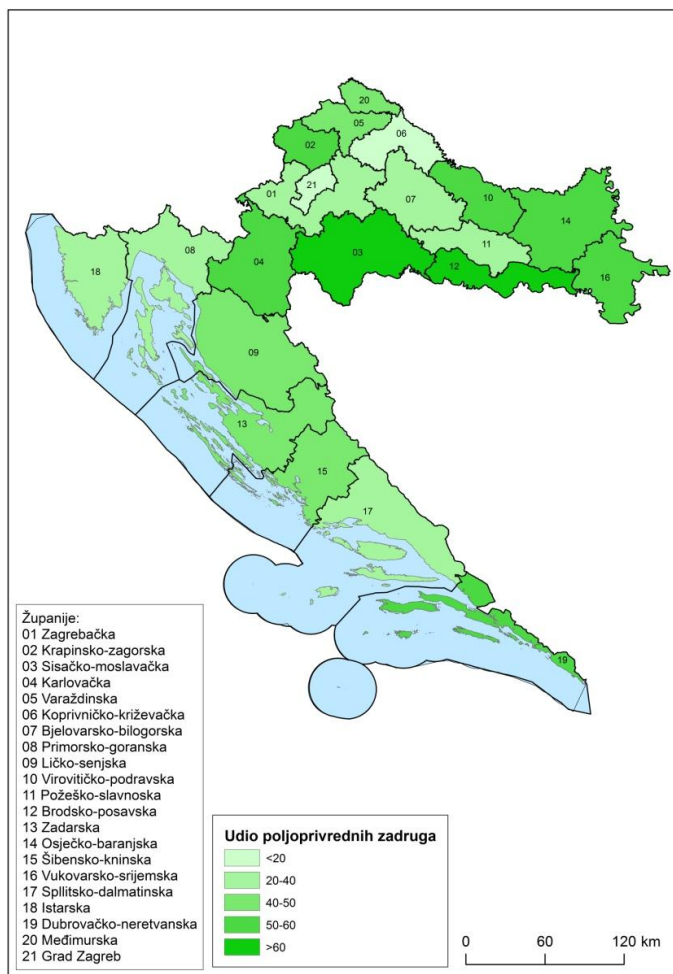 20
05
02
06
21
01
07
10
14
11
08
18
04
03
12
16
09
13
15
17
19
Županije:
01 Zagrebačka
02 Krapinsko-zagorska
03 Sisačko-moslavačka
04 Karlovačka
05 Varaždinska
06 Koprivničko-križevačka
07 Bjelovarsko-bilogorska
08 Primorsko-goranska
09 Ličko-senjska
10 Virovitičko-podravska
11 Požeško-slavnoska
12 Brodsko-posavska
13 Zadarska
14 Osječko-baranjska
15 Šibensko-kninska
16 Vukovarsko-srijemska
17 Spllitsko-dalmatinska
18 Istarska
19 Dubrovačko-neretvanska
20 Međimurska
21 Grad Zagreb
Udio poljoprivrednih zadruga
<20
20-40
40-50
50-60
>60
0 60 120 km